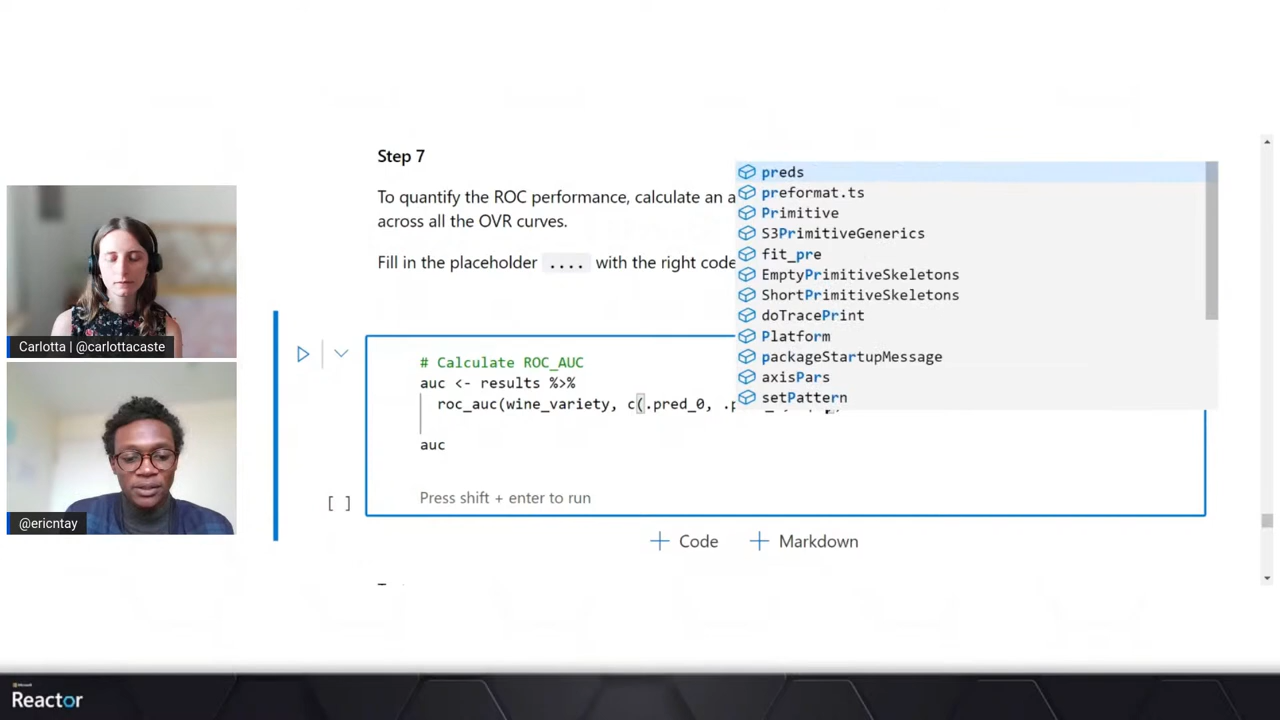 Step 7
To quantify the ROC performance, calculate an a
across all the OVR curves.
Fill in the placeholder .... with the right code
preds
preformat.ts
Primitive
S3PrimitiveGenerics
fit_pre
EmptyPrimitiveSkeletons
ShortPrimitiveSkeletons
doTracePrint
Platform
packageStartupMessage
axisPars
setPattern
# Calculate ROC_AUC
auc <- results %>%
roc_auc(wine_variety, c(.pred_0,
auc
Press shift + enter to run
[ ]
Code
Markdown
Carlotta | @carlottacaste
@ericntay
Microsoft
Reactor